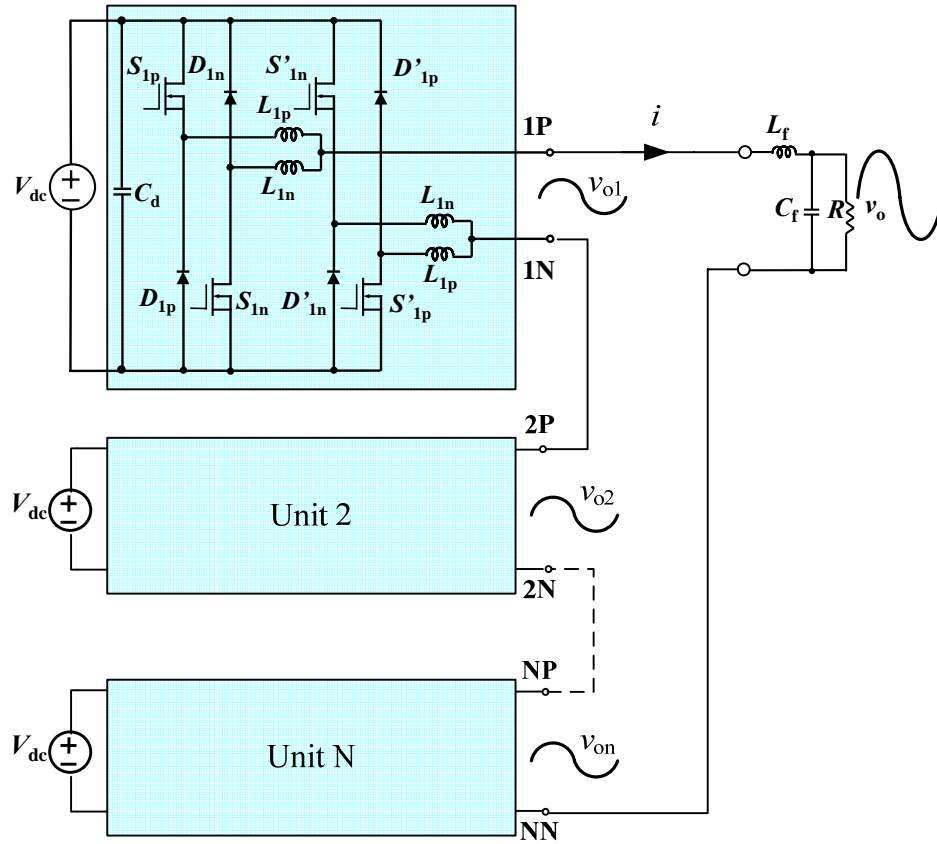 S1p D1n S'1n D'1p
L1p
L1n
Vdc
Cd
L1n
L1p
D1p S1n D'1n S'1p
1P
i
Lf
vo1
Cf R vo
1N
2P
Vdc
Unit 2
vo2
2N
NP
Vdc
Unit N
von
NN